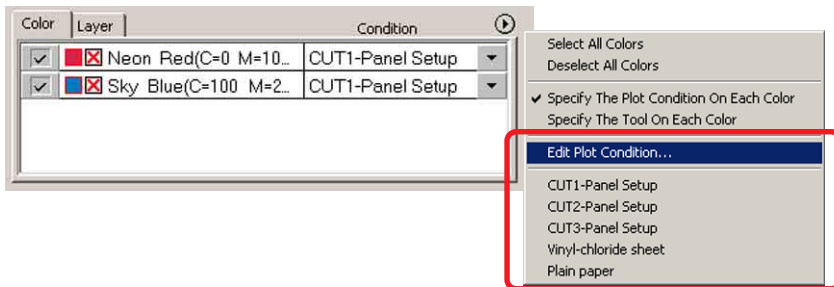 Color Layer Condition
Neon Red(C=0 M=10... CUT1-Panel Setup
Sky Blue(C=100 M=2... CUT1-Panel Setup
Select All Colors
Deselect All Colors
Specify The Plot Condition On Each Color
Specify The Tool On Each Color
Edit Plot Condition...
CUT1-Panel Setup
CUT2-Panel Setup
CUT3-Panel Setup
Vinyl-chloride sheet
Plain paper